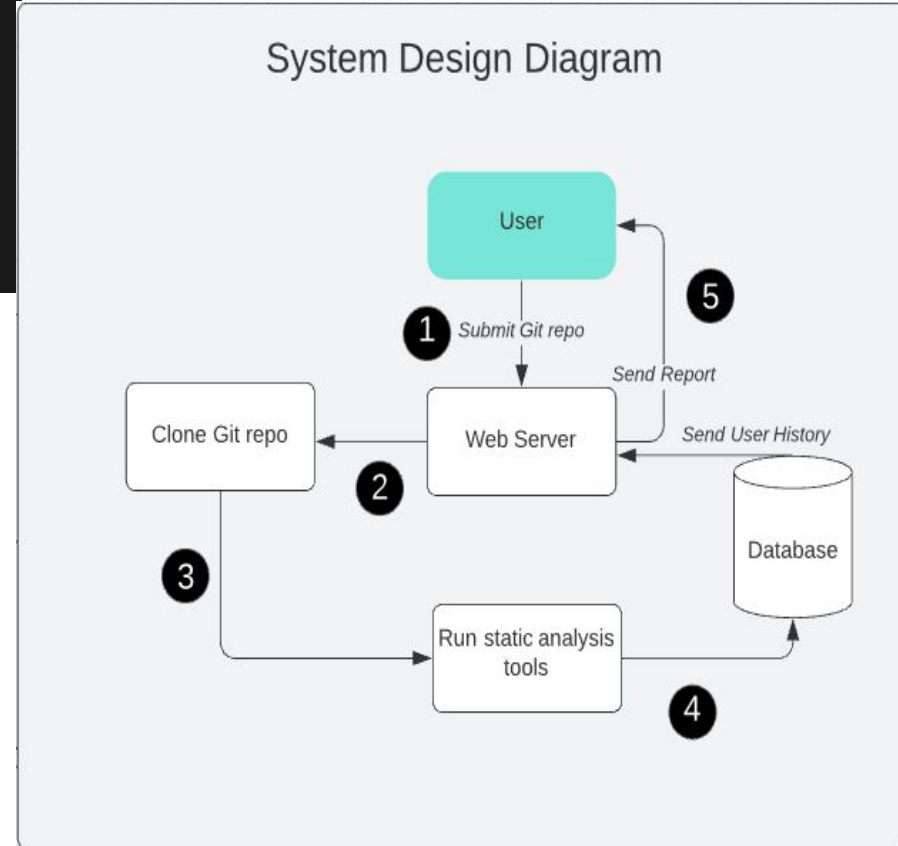 System Design Diagram
User
5
1
Submit Git repo
Send Report
Clone Git repo
Web Server
Send User History
2
Database
3
Run static analysis
tools
4